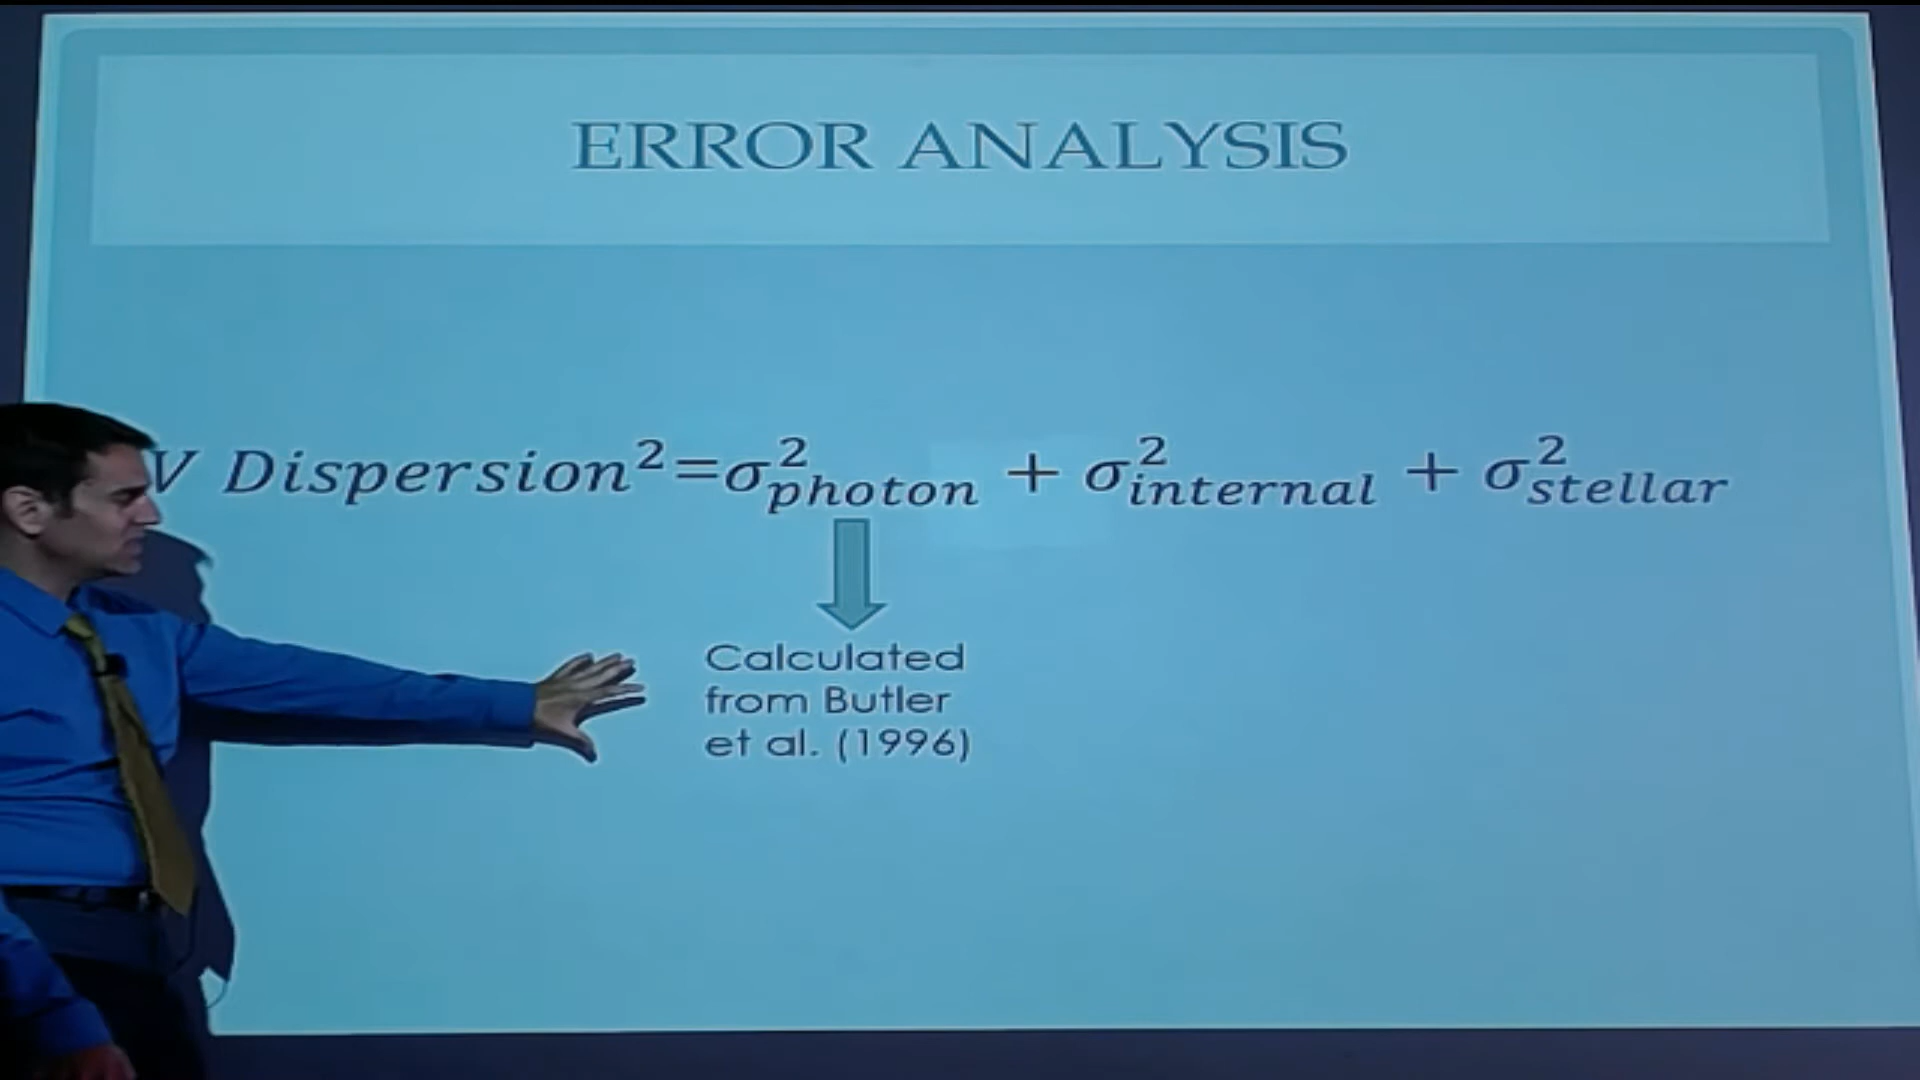 ERROR ANALYSIS
V Dispersion²=σ²photon + σ²internal + σ²stellar
Calculated
from Butler
et al. (1996)